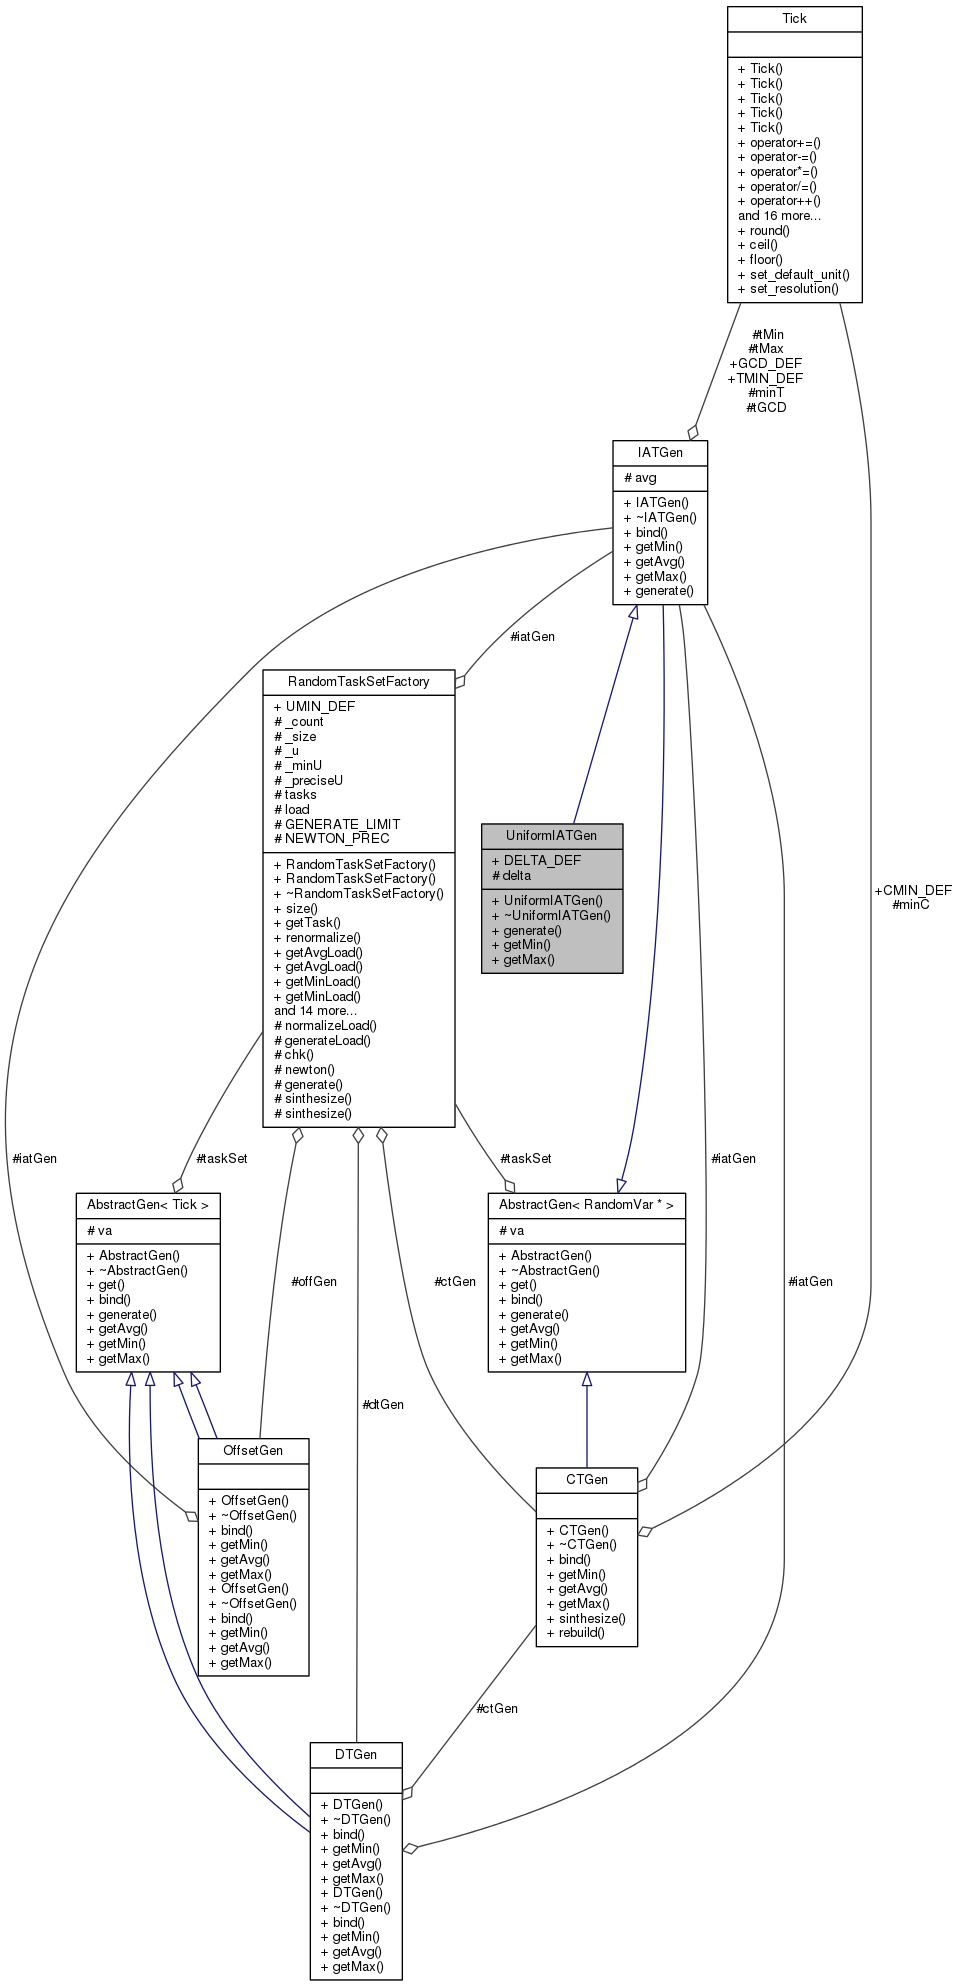 Tick
+ Tick()
+ Tick()
+ Tick()
+ Tick()
+ Tick()
+ operator+=()
+ operator-=()
+ operator*=()
+ operator/=()
+ operator++()
and 16 more...
+ round()
+ ceil()
+ floor()
+ set_default_unit()
+ set_resolution()
#tMin
#tMax
+GCD_DEF
+TMIN_DEF
#minT
#tGCD
IATGen
# avg
+ IATGen()
+ ~IATGen()
+ bind()
+ getMin()
+ getAvg()
+ getMax()
+ generate()
#iatGen
RandomTaskSetFactory
+ UMIN_DEF
# _count
# _size
# _u
# _minU
# _preciseU
# tasks
# load
# GENERATE_LIMIT
# NEWTON_PREC
+ RandomTaskSetFactory()
+ RandomTaskSetFactory()
+ ~RandomTaskSetFactory()
+ size()
+ getTask()
+ renormalize()
+ getAvgLoad()
+ getAvgLoad()
+ getMinLoad()
+ getMinLoad()
and 14 more...
# normalizeLoad()
# generateLoad()
# chk()
# newton()
# generate()
# sinthesize()
# sinthesize()
UniformIATGen
+ DELTA_DEF
# delta
+ UniformIATGen()
+ ~UniformIATGen()
+ generate()
+ getMin()
+ getMax()
+CMIN_DEF
#minC
#iatGen
#taskSet
#taskSet
#iatGen
AbstractGen< Tick >
# va
+ AbstractGen()
+ ~AbstractGen()
+ get()
+ bind()
+ generate()
+ getAvg()
+ getMin()
+ getMax()
#offGen
#ctGen
AbstractGen< RandomVar * >
# va
+ AbstractGen()
+ ~AbstractGen()
+ get()
+ bind()
+ generate()
+ getAvg()
+ getMin()
+ getMax()
#iatGen
#dtGen
OffsetGen
+ OffsetGen()
+ ~OffsetGen()
+ bind()
+ getMin()
+ getAvg()
+ getMax()
+ OffsetGen()
+ ~OffsetGen()
+ bind()
+ getMin()
+ getAvg()
+ getMax()
CTGen
+ CTGen()
+ ~CTGen()
+ bind()
+ getMin()
+ getAvg()
+ getMax()
+ sinthesize()
+ rebuild()
#ctGen
DTGen
+ DTGen()
+ ~DTGen()
+ bind()
+ getMin()
+ getAvg()
+ getMax()
+ DTGen()
+ ~DTGen()
+ bind()
+ getMin()
+ getAvg()
+ getMax()